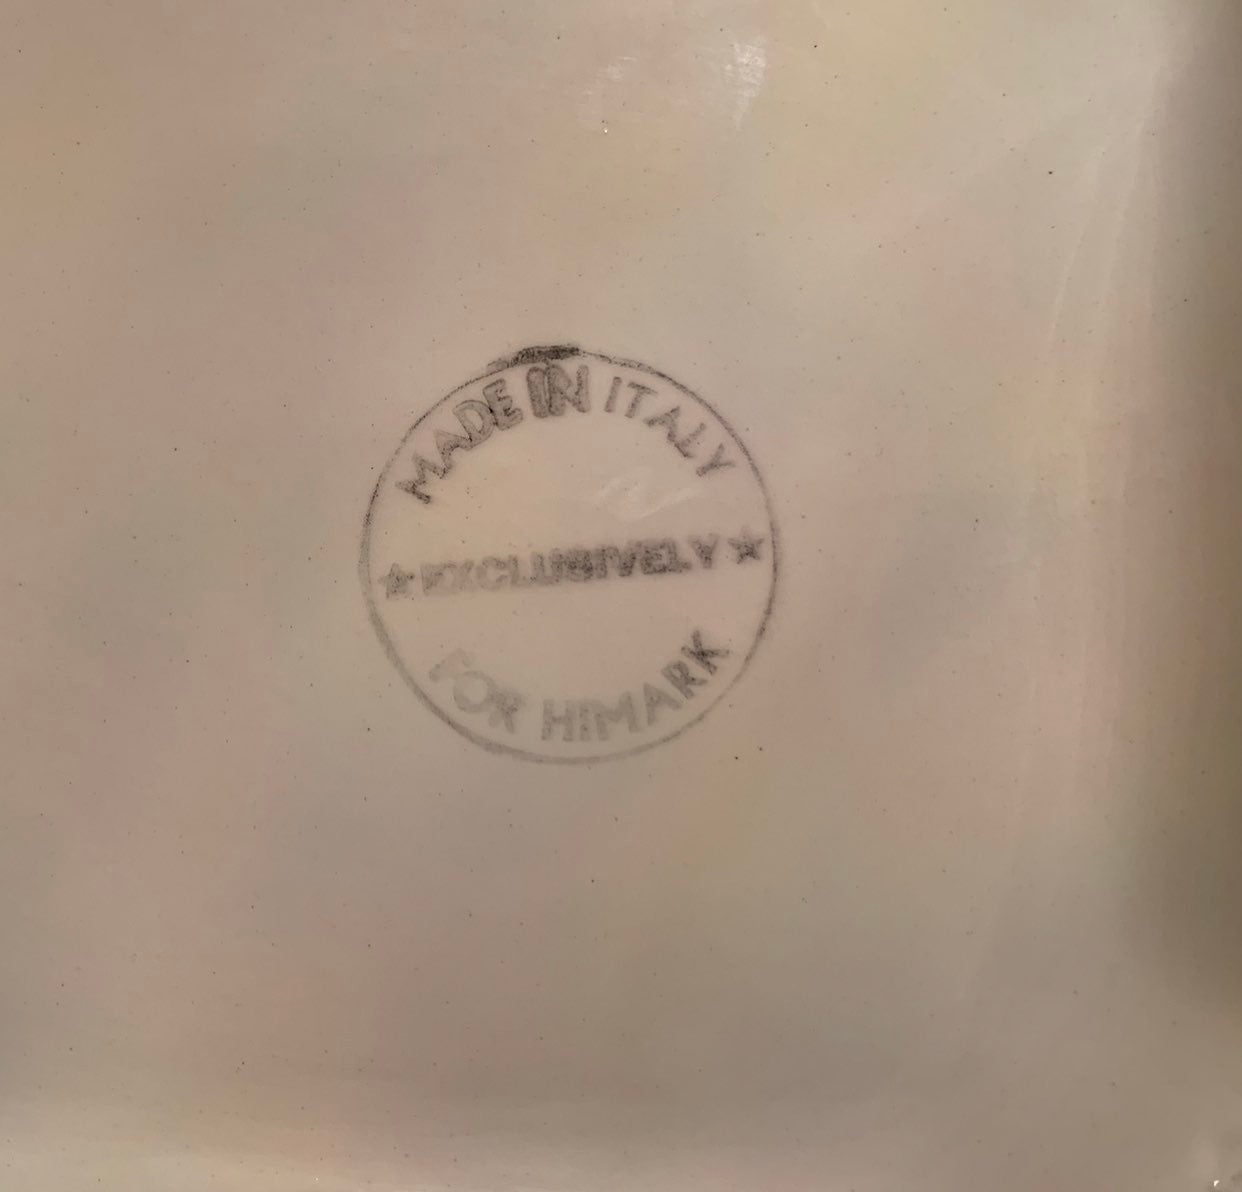 MADE IN ITALY
★ EXCLUSIVELY ★
FOR HIMARK